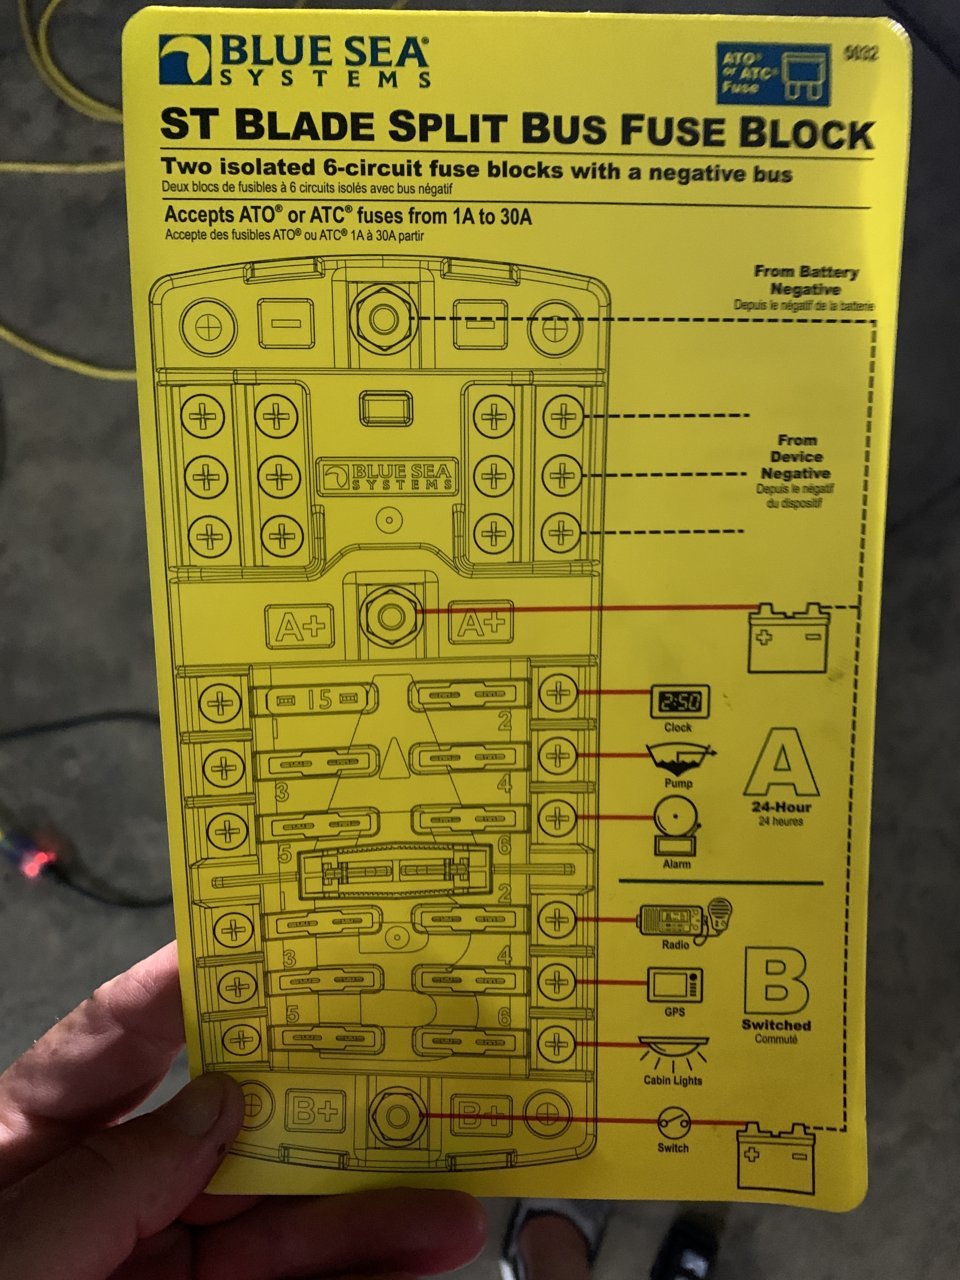 BLUE SEA®
SYSTEMS
ATO®
or ATC®
Fuse
5032
ST BLADE SPLIT BUS FUSE BLOCK
Two isolated 6-circuit fuse blocks with a negative bus
Deux blocs de fusibles à 6 circuits isolés avec bus négatif
Accepts ATO® or ATC® fuses from 1A to 30A
Accepte des fusibles ATO® ou ATC® 1A à 30A partir
From Battery
Negative
Depuis le négatif de la batterie
BLUE SEA
SYSTEMS
From
Device
Negative
Depuis le négatif
du dispositif
A+
A+
+ -
15
1
2
3
4
5
6
2:50
Clock
Pump
Alarm
A
24-Hour
24 heures
2
3
4
5
6
Radio
GPS
Cabin Lights
B
Switched
Commuté
B+
B+
Switch
+ -